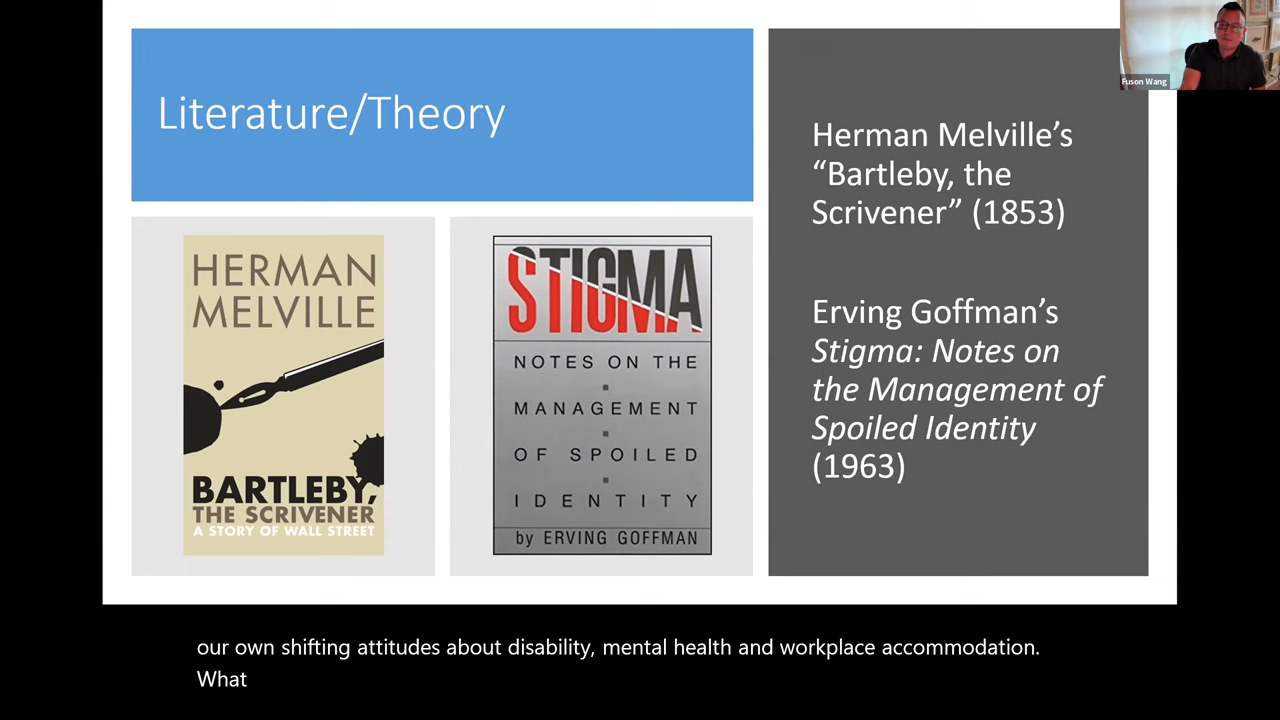 Literature/Theory
HERMAN
MELVILLE
BARTLEBY,
THE SCRIVENER
A STORY OF WALL STREET
STIGMA
NOTES ON THE
MANAGEMENT
OF SPOILED
IDENTITY
by ERVING GOFFMAN
Herman Melville’s
“Bartleby, the
Scrivener” (1853)
Erving Goffman’s
Stigma: Notes on
the Management of
Spoiled Identity
(1963)
Fuson Wang
our own shifting attitudes about disability, mental health and workplace accommodation.
What